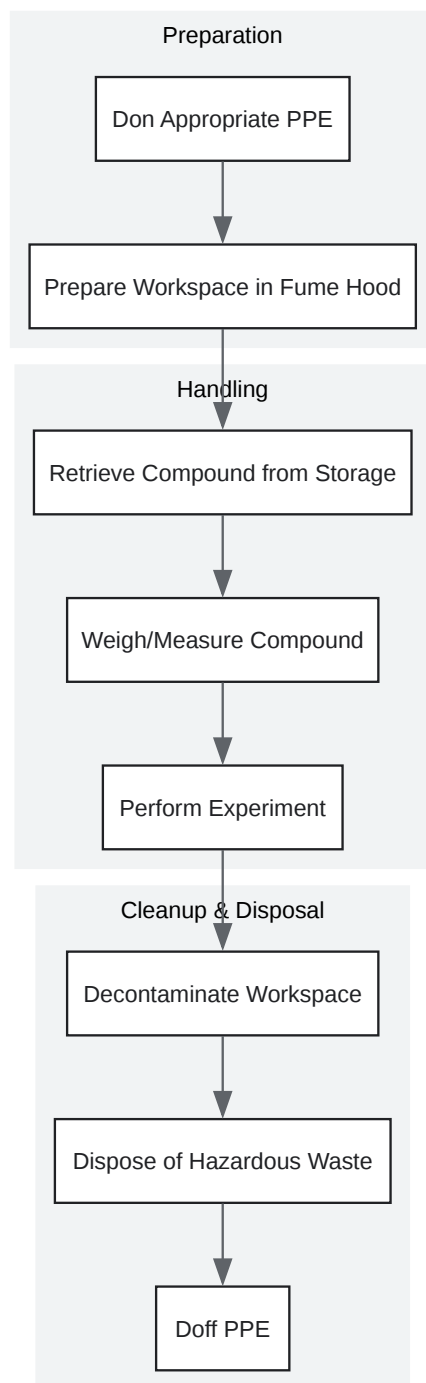 Preparation
Don Appropriate PPE
Prepare Workspace in Fume Hood
Handling
Retrieve Compound from Storage
Weigh/Measure Compound
Perform Experiment
Cleanup & Disposal
Decontaminate Workspace
Dispose of Hazardous Waste
Doff PPE